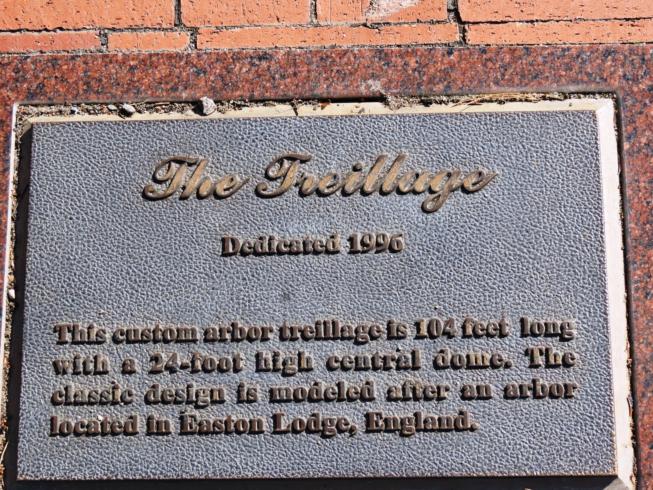 The Treillage
Dedicated 1996
This custom arbor treillage is 104 feet long
with a 24-foot high central dome. The
classic design is modeled after an arbor
located in Easton Lodge, England.